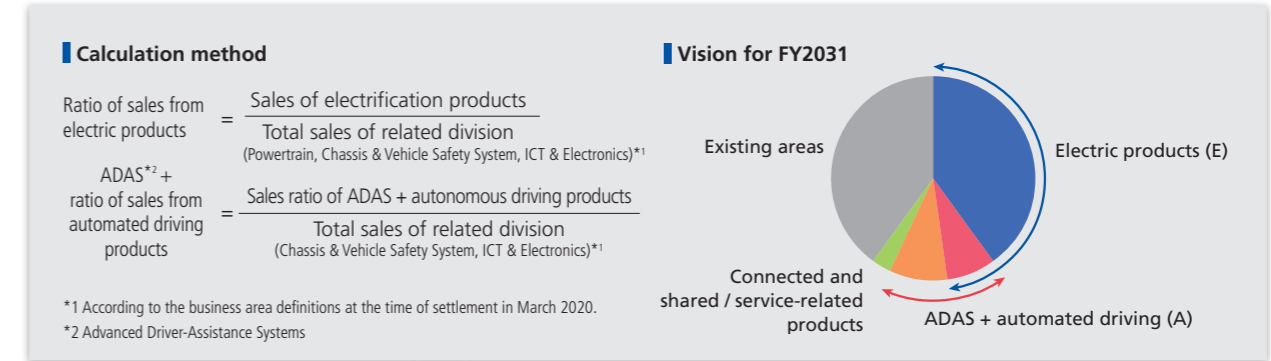 Calculation method
Ratio of sales from
electric products
=
Sales of electrification products
Total sales of related division
(Powertrain, Chassis & Vehicle Safety System, ICT & Electronics)*1
ADAS*2 +
ratio of sales from
automated driving
products
=
Sales ratio of ADAS + autonomous driving products
Total sales of related division
(Chassis & Vehicle Safety System, ICT & Electronics)*1
*1 According to the business area definitions at the time of settlement in March 2020.
*2 Advanced Driver-Assistance Systems
Vision for FY2031
Existing areas
Electric products (E)
Connected and
shared / service-related
products
ADAS + automated driving (A)